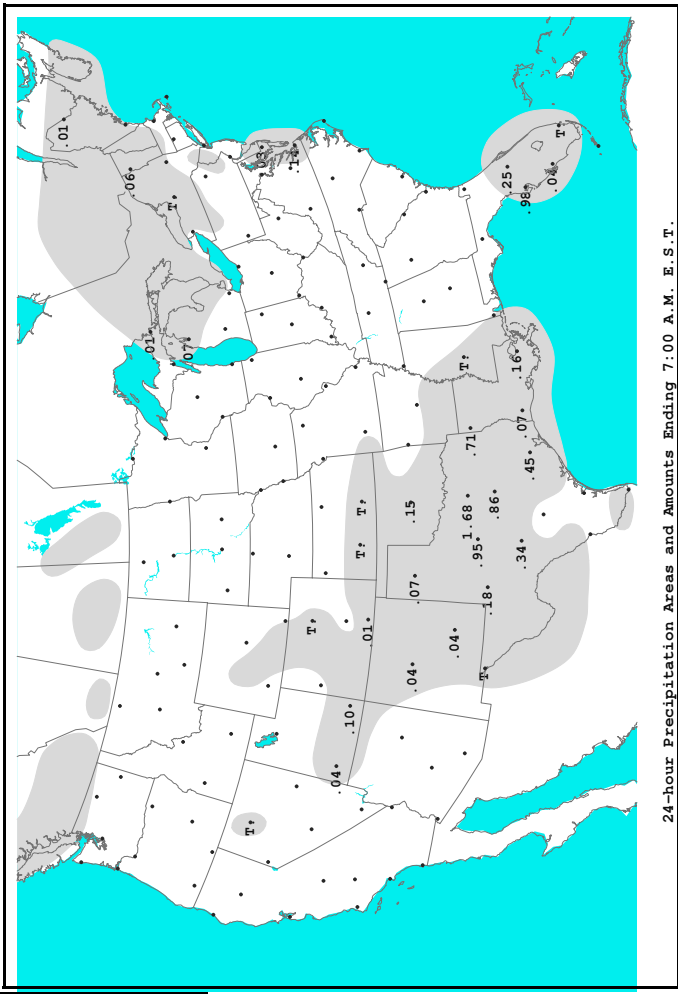 .01
.06
.01
T
.07
T
.03
T
.04
.10
T
T
.01
.15
.04
.07
.04
T
1.68
.71
.95
T
.18
.86
.25
.16
.34
.07
.98
.45
.04
T
24-hour Precipitation Areas and Amounts Ending 7:00 A.M. E.S.T.